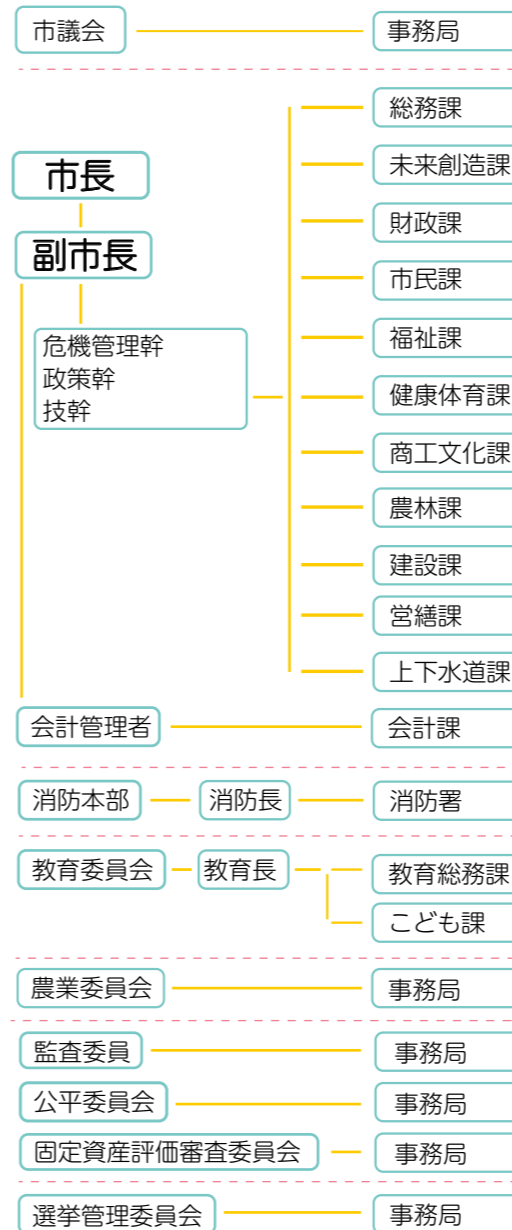 市議会
事務局
市長
副市長
危機管理幹
政策幹
技幹
総務課
未来創造課
財政課
市民課
福祉課
健康体育課
商工文化課
農林課
建設課
営繕課
上下水道課
会計管理者
会計課
消防本部
消防長
消防署
教育委員会
教育長
教育総務課
こども課
農業委員会
事務局
監査委員
事務局
公平委員会
事務局
固定資産評価審査委員会
事務局
選挙管理委員会
事務局